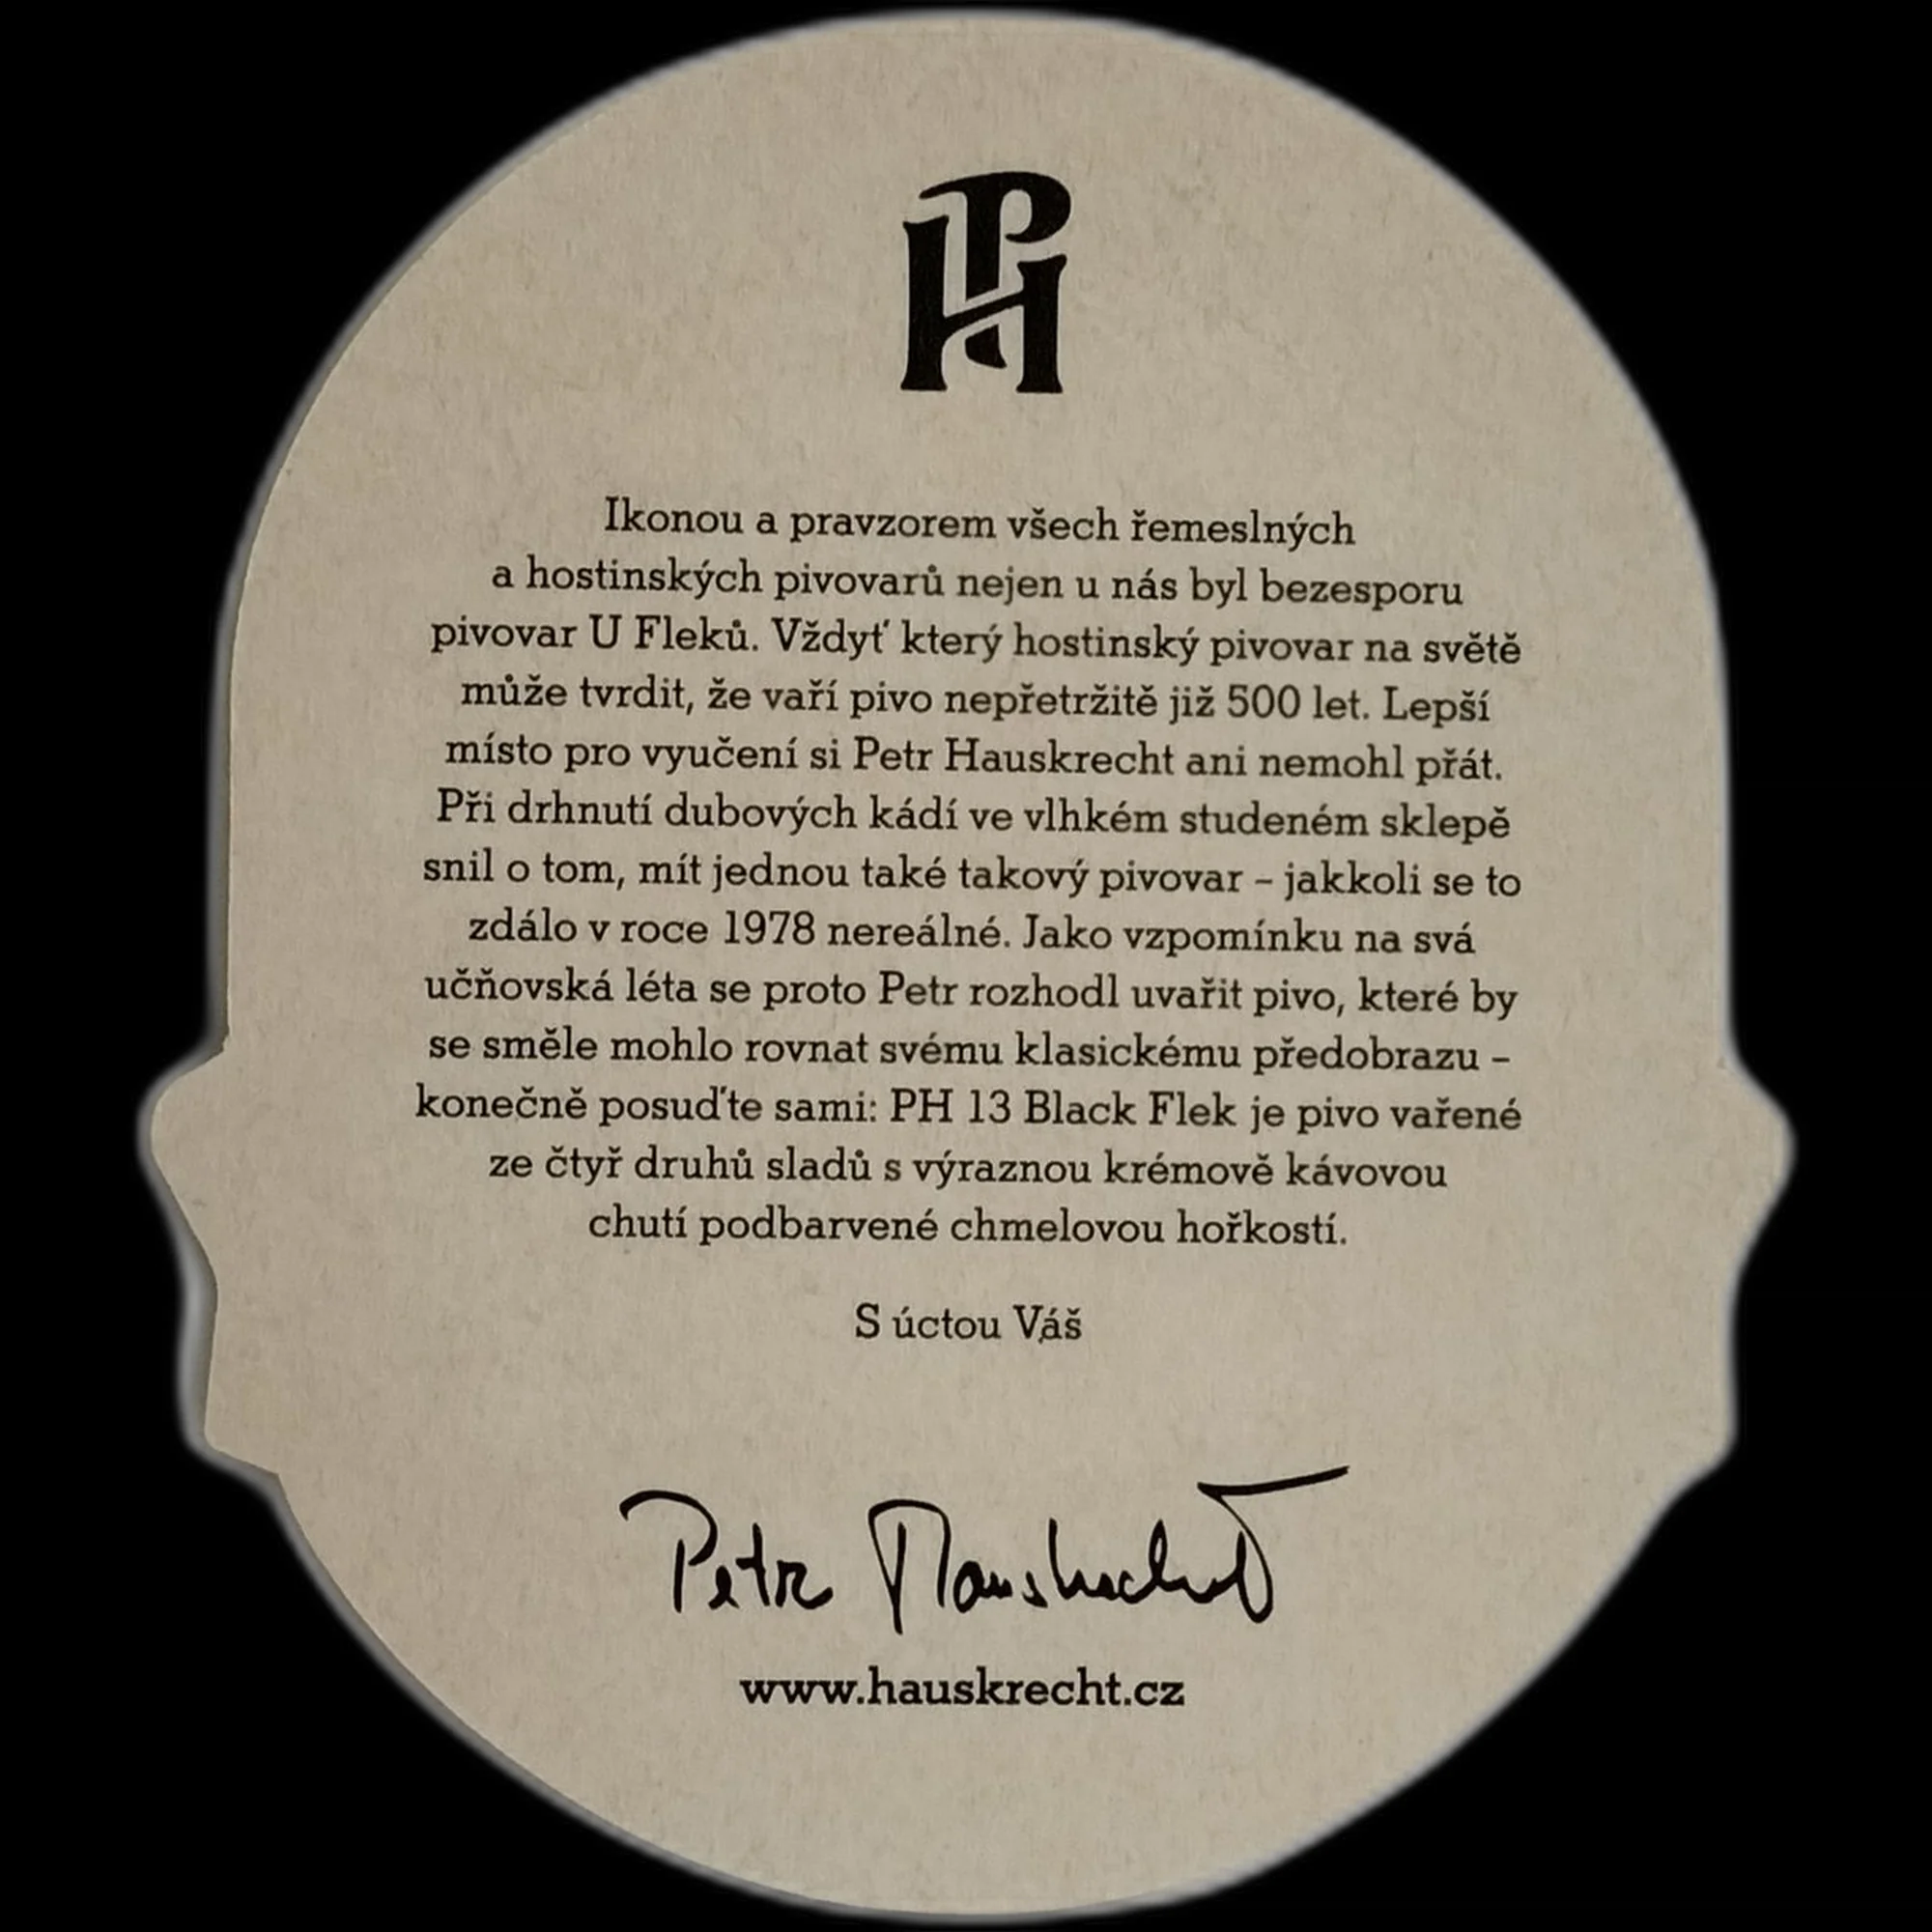 PH
Ikonou a pravzorem všech řemeslných
a hostinských pivovarů nejen u nás byl bezesporu
pivovar U Fleků. Vždyť který hostinský pivovar na světě
může tvrdit, že vaří pivo nepřetržitě již 500 let. Lepší
místo pro vyučení si Petr Hauskrecht ani nemohl přát.
Při drhnutí dubových kádí ve vlhkém studeném sklepě
snil o tom, mít jednou také takový pivovar – jakkoli se to
zdálo v roce 1978 nereálné. Jako vzpomínku na svá
učňovská léta se proto Petr rozhodl uvařit pivo, které by
se směle mohlo rovnat svému klasickému předobrazu –
konečně posuďte sami: PH 13 Black Flek je pivo vařené
ze čtyř druhů sladů s výraznou krémově kávovou
chutí podbarvené chmelovou hořkostí.
S úctou Váš
Petr Hauskrecht
www.hauskrecht.cz